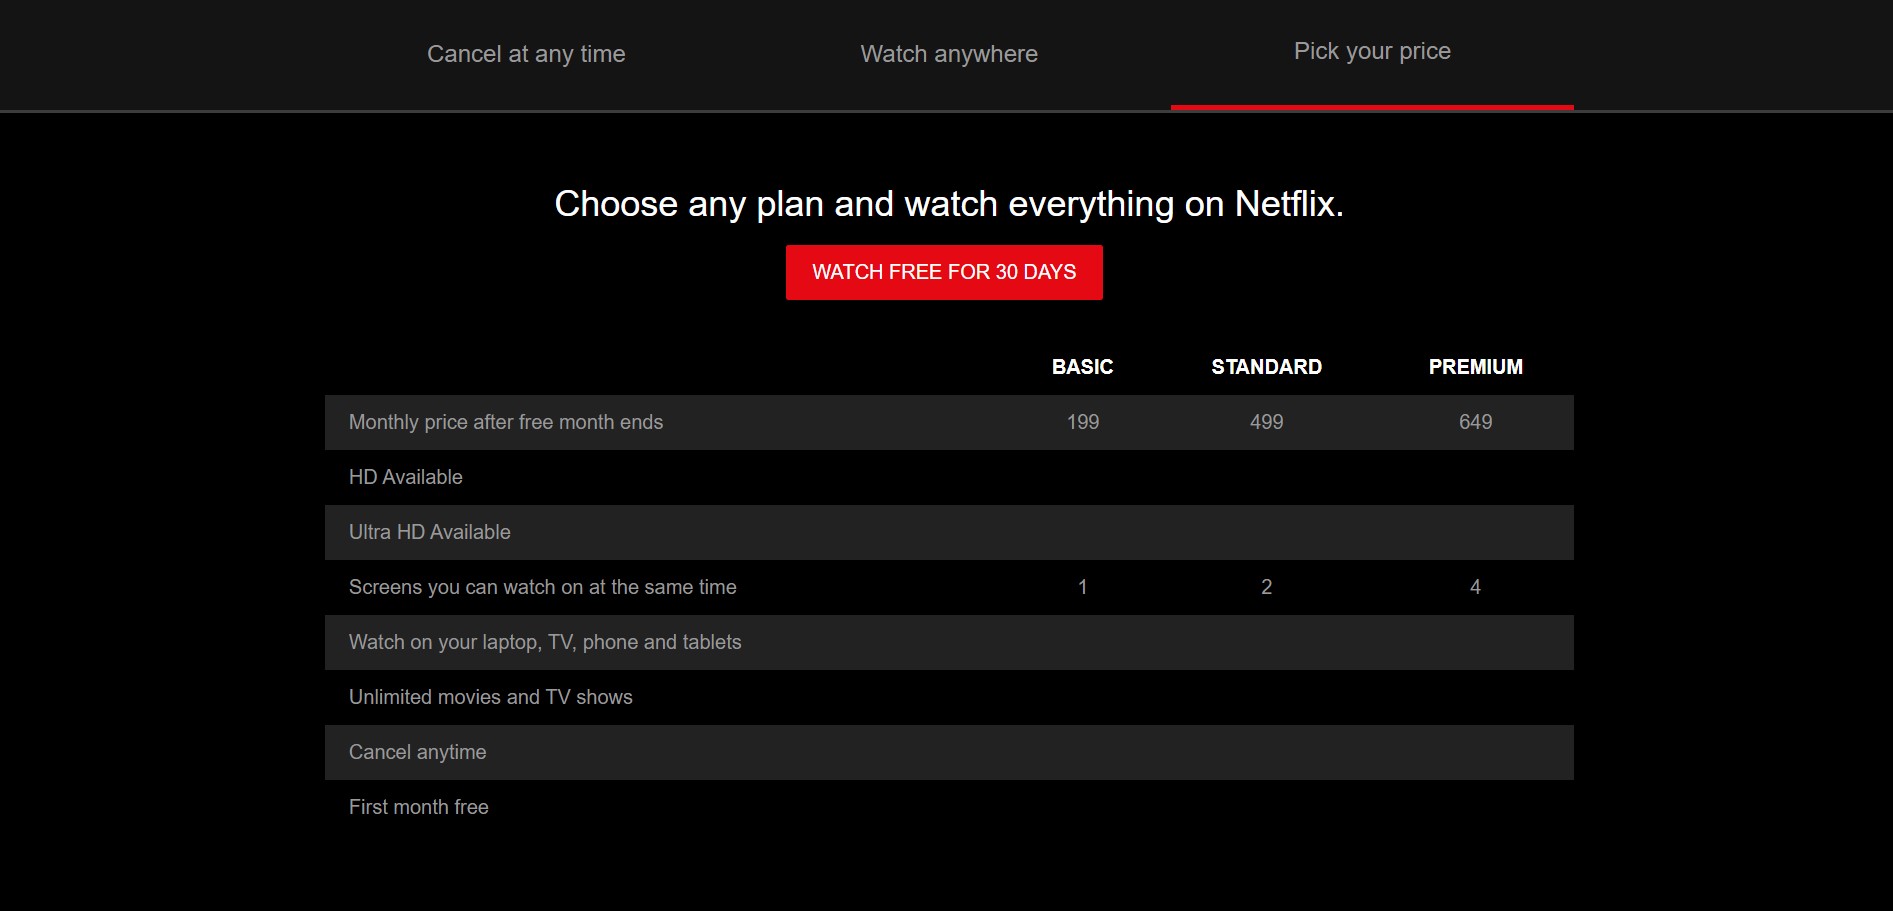 Cancel at any time Watch anywhere Pick your price
Choose any plan and watch everything on Netflix.
WATCH FREE FOR 30 DAYS
BASIC STANDARD PREMIUM
Monthly price after free month ends 199 499 649
HD Available
Ultra HD Available
Screens you can watch on at the same time 1 2 4
Watch on your laptop, TV, phone and tablets
Unlimited movies and TV shows
Cancel anytime
First month free